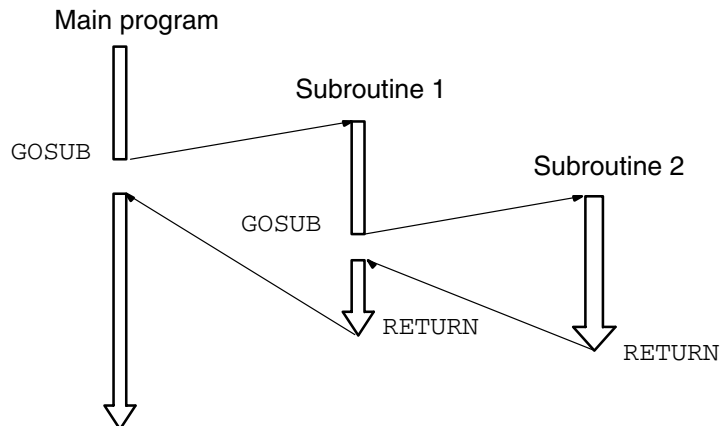 Main program
Subroutine 1
GOSUB
Subroutine 2
GOSUB
RETURN
RETURN